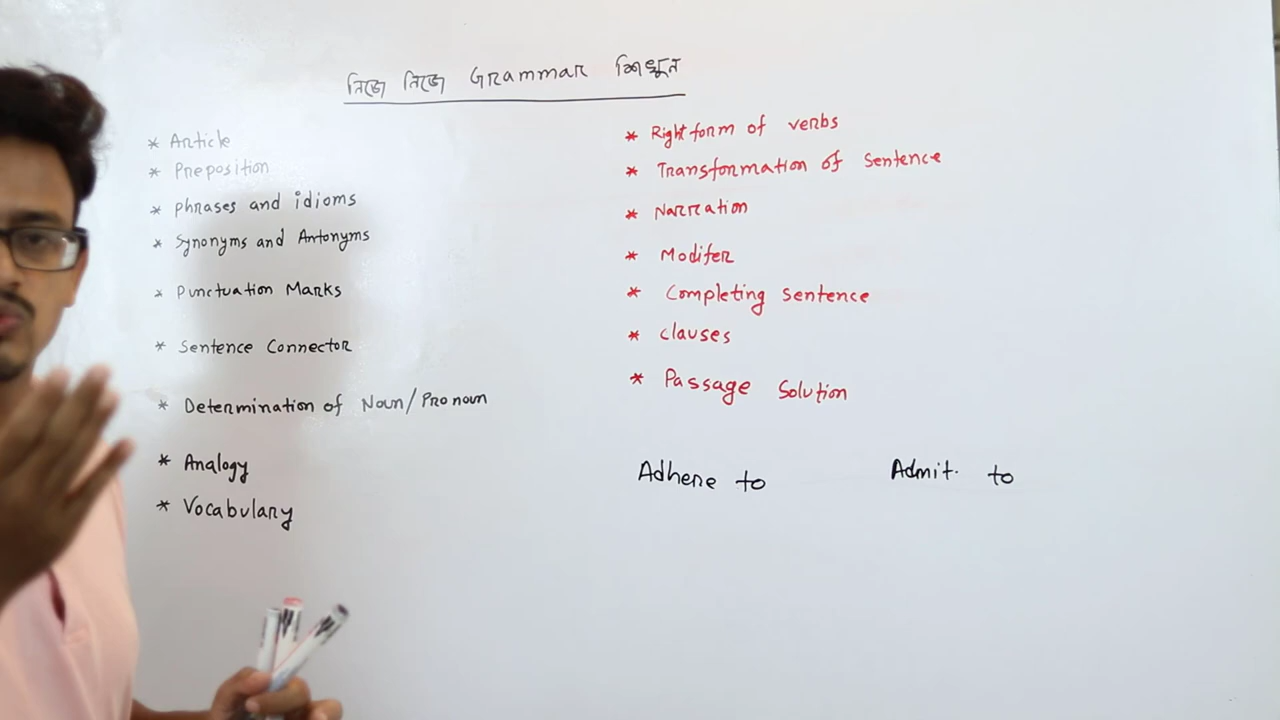 নিজে নিজে Grammar শিখুন
* Article
* Preposition
* Phrases and idioms
* Synonyms and Antonyms
* Punctuation Marks
* Sentence Connector
* Determination of Noun/Pronoun
* Analogy
* Vocabulary
* Right form of verbs
* Transformation of Sentence
* Narration
* Modifer
* Completing Sentence
* Clauses
* Passage Solution
Adhere to Admit. to